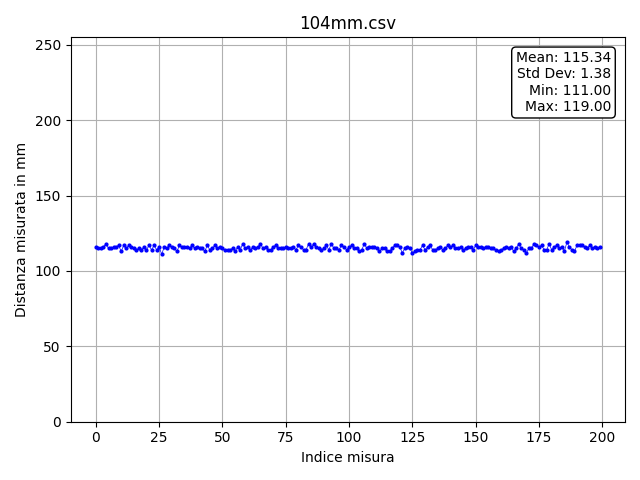 104mm.csv
Mean: 115.34
Std Dev: 1.38
Min: 111.00
Max: 119.00
250
200
150
100
50
0
Distanza misurata in mm
0 25 50 75 100 125 150 175 200
Indice misura